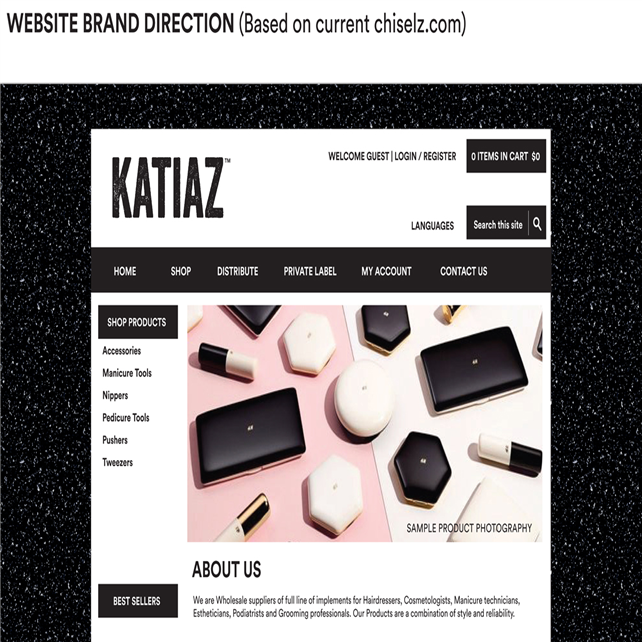 WEBSITE BRAND DIRECTION (Based on current chiselz.com)
KATIAZ™
WELCOME GUEST | LOGIN / REGISTER
0 ITEMS IN CART $0
LANGUAGES
Search this site
HOME SHOP DISTRIBUTE PRIVATE LABEL MY ACCOUNT CONTACT US
SHOP PRODUCTS
Accessories
Manicure Tools
Nippers
Pedicure Tools
Pushers
Tweezers
SAMPLE PRODUCT PHOTOGRAPHY
ABOUT US
BEST SELLERS
We are Wholesale suppliers of full line of implements for Hairdressers, Cosmetologists, Manicure technicians,
Estheticians, Podiatrists and Grooming professionals. Our Products are a combination of style and reliability.